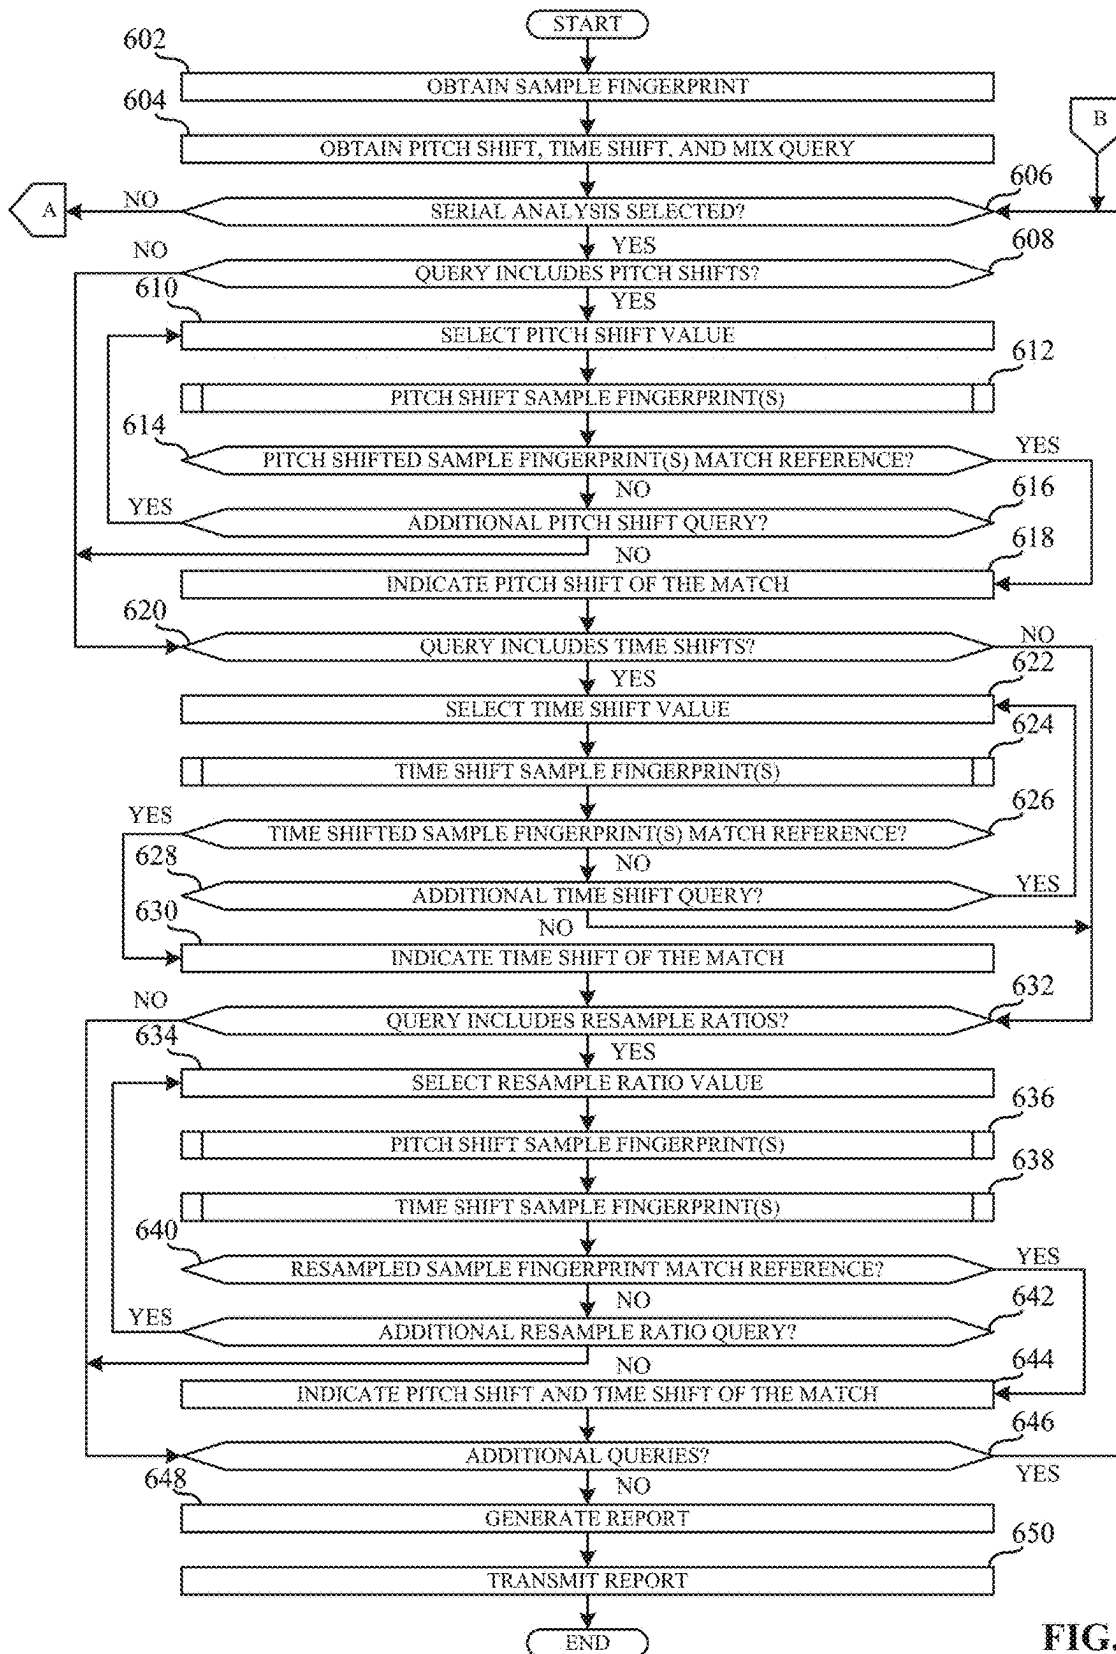 START
602
OBTAIN SAMPLE FINGERPRINT
604
OBTAIN PITCH SHIFT, TIME SHIFT, AND MIX QUERY
B
A
NO
606
SERIAL ANALYSIS SELECTED?
YES
NO
608
QUERY INCLUDES PITCH SHIFTS?
YES
610
SELECT PITCH SHIFT VALUE
612
PITCH SHIFT SAMPLE FINGERPRINT(S)
614
YES
PITCH SHIFTED SAMPLE FINGERPRINT(S) MATCH REFERENCE?
NO
YES
616
ADDITIONAL PITCH SHIFT QUERY?
NO
618
INDICATE PITCH SHIFT OF THE MATCH
620
NO
QUERY INCLUDES TIME SHIFTS?
YES
622
SELECT TIME SHIFT VALUE
624
TIME SHIFT SAMPLE FINGERPRINT(S)
YES
626
TIME SHIFTED SAMPLE FINGERPRINT(S) MATCH REFERENCE?
NO
628
YES
ADDITIONAL TIME SHIFT QUERY?
NO
630
INDICATE TIME SHIFT OF THE MATCH
NO
632
QUERY INCLUDES RESAMPLE RATIOS?
YES
634
SELECT RESAMPLE RATIO VALUE
636
PITCH SHIFT SAMPLE FINGERPRINT(S)
638
TIME SHIFT SAMPLE FINGERPRINT(S)
640
YES
RESAMPLED SAMPLE FINGERPRINT MATCH REFERENCE?
NO
YES
642
ADDITIONAL RESAMPLE RATIO QUERY?
NO
644
INDICATE PITCH SHIFT AND TIME SHIFT OF THE MATCH
646
ADDITIONAL QUERIES?
YES
NO
648
GENERATE REPORT
650
TRANSMIT REPORT
END
FIG.